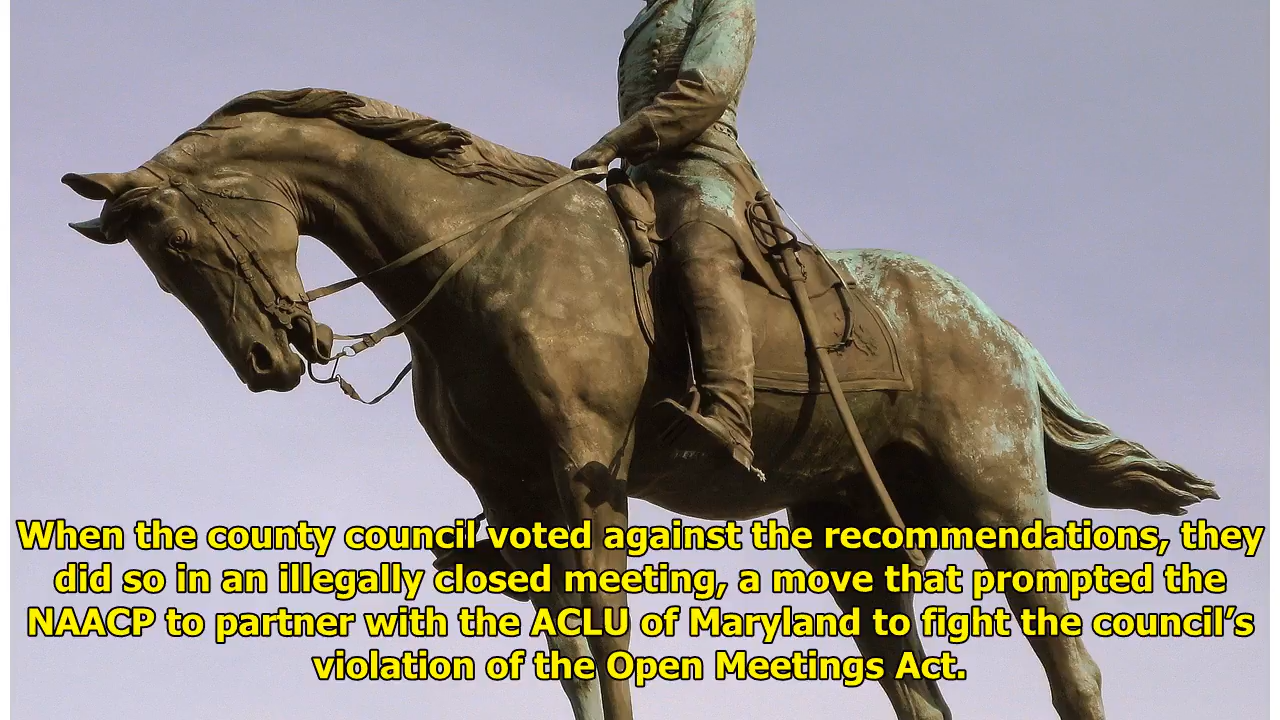 When the county council voted against the recommendations, they
did so in an illegally closed meeting, a move that prompted the
NAACP to partner with the ACLU of Maryland to fight the council’s
violation of the Open Meetings Act.